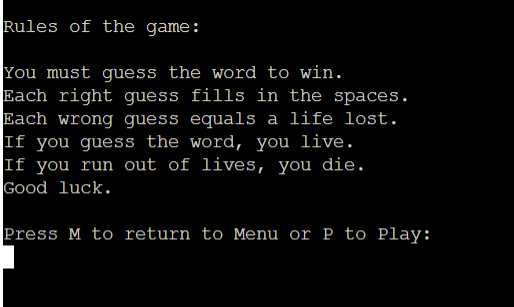 Rules of the game:
You must guess the word to win.
Each right guess fills in the spaces.
Each wrong guess equals a life lost.
If you guess the word, you live.
If you run out of lives, you die.
Good luck.
Press M to return to Menu or P to Play: